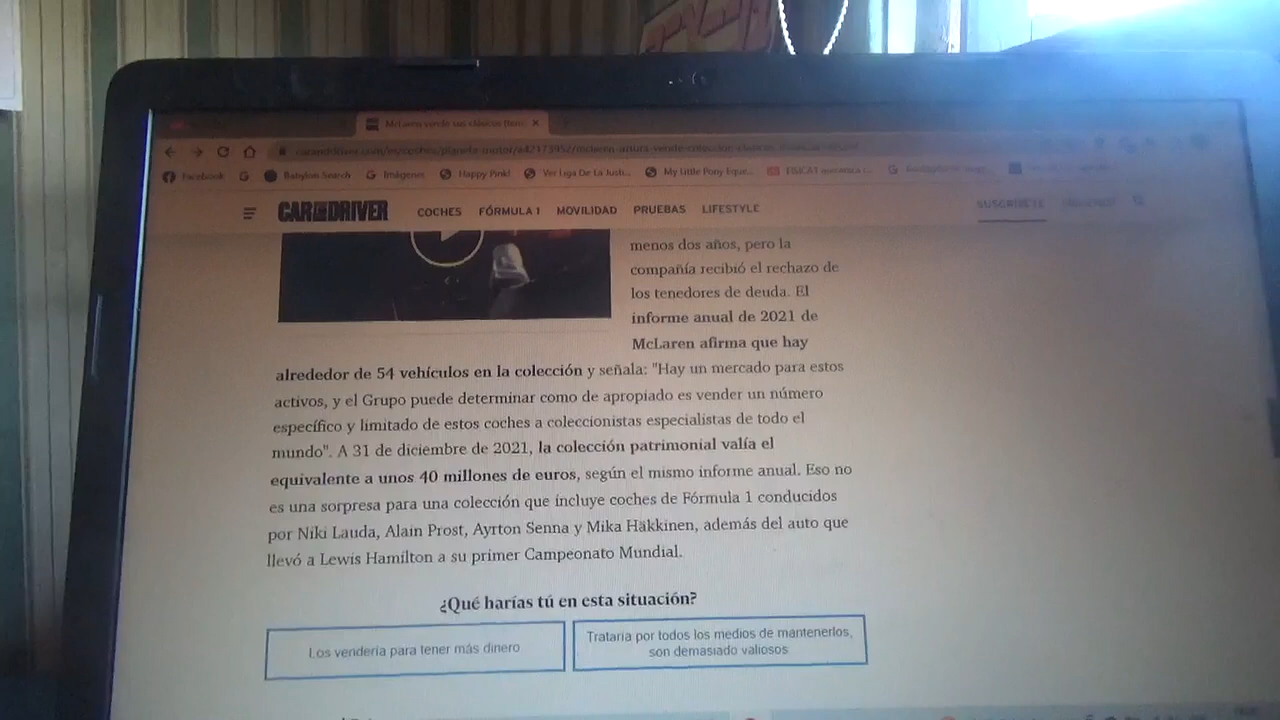 McLaren vende sus clásicos
Facebook
Babylon Search
Imágenes
Happy Pink!
Ver Liga De La Justi...
My Little Pony Eque...
CAR AND DRIVER
COCHES FÓRMULA 1 MOVILIDAD PRUEBAS LIFESTYLE
SUSCRÍBETE
menos dos años, pero la
compañía recibió el rechazo de
los tenedores de deuda. El
informe anual de 2021 de
McLaren afirma que hay
alrededor de 54 vehículos en la colección y señala: "Hay un mercado para estos
activos, y el Grupo puede determinar como de apropiado es vender un número
específico y limitado de estos coches a coleccionistas especialistas de todo el
mundo". A 31 de diciembre de 2021, la colección patrimonial valía el
equivalente a unos 40 millones de euros, según el mismo informe anual. Eso no
es una sorpresa para una colección que incluye coches de Fórmula 1 conducidos
por Niki Lauda, Alain Prost, Ayrton Senna y Mika Häkkinen, además del auto que
llevó a Lewis Hamilton a su primer Campeonato Mundial.
¿Qué harías tú en esta situación?
Los vendería para tener más dinero
Trataría por todos los medios de mantenerlos,
son demasiado valiosos